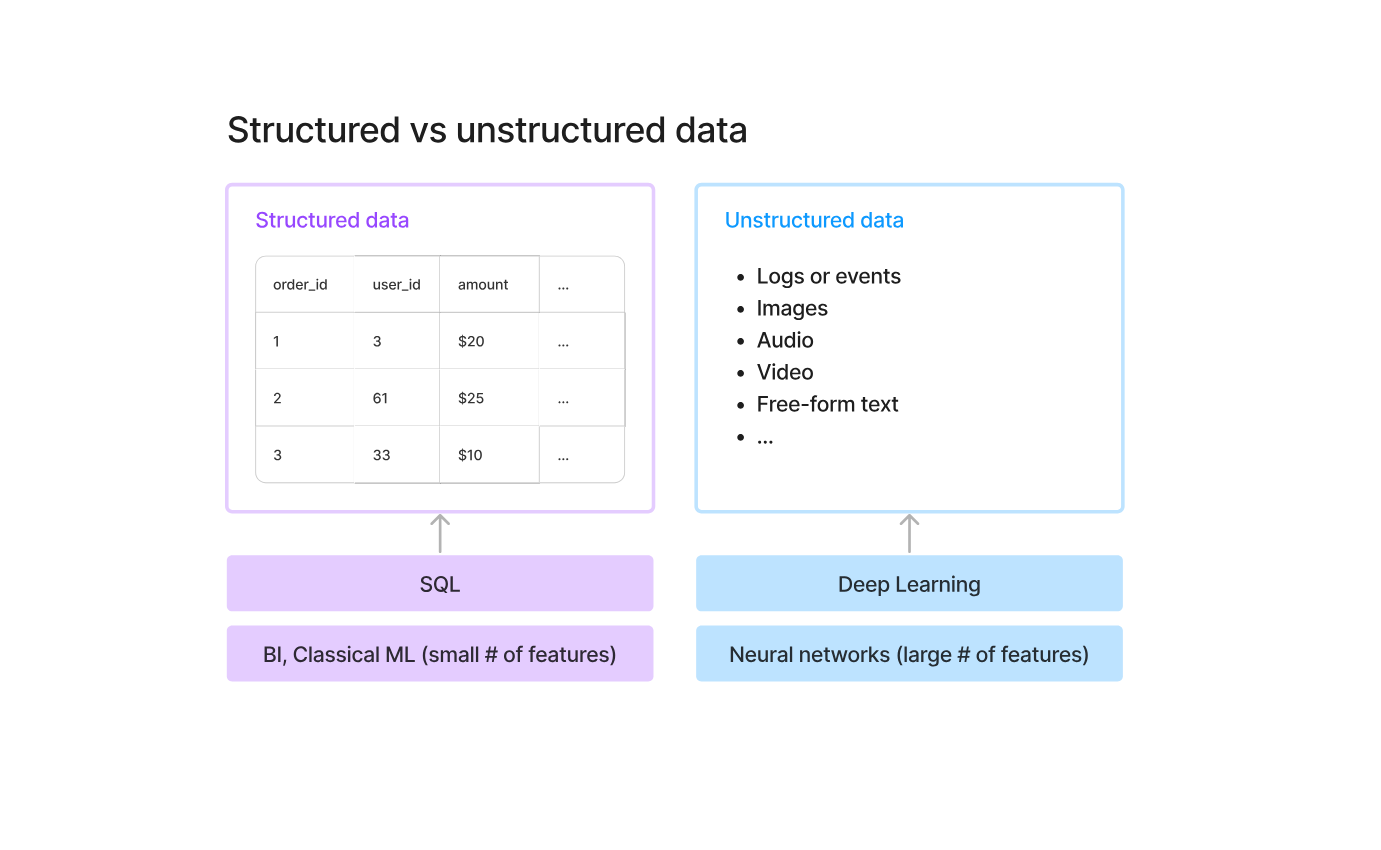 Structured vs unstructured data
Structured data
order_id user_id amount ...
1 3 $20 ...
2 61 $25 ...
3 33 $10 ...
SQL
BI, Classical ML (small # of features)
Unstructured data
• Logs or events
• Images
• Audio
• Video
• Free-form text
• ...
Deep Learning
Neural networks (large # of features)